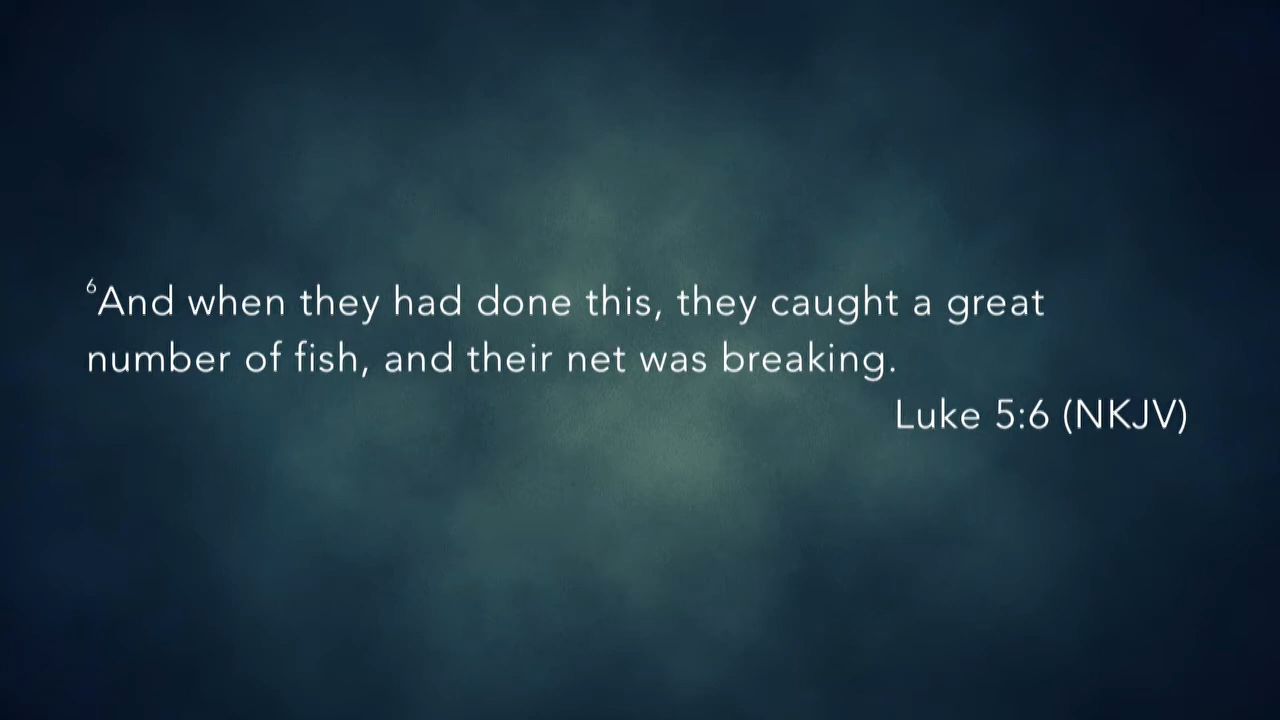 ⁶And when they had done this, they caught a great
number of fish, and their net was breaking.
Luke 5:6 (NKJV)